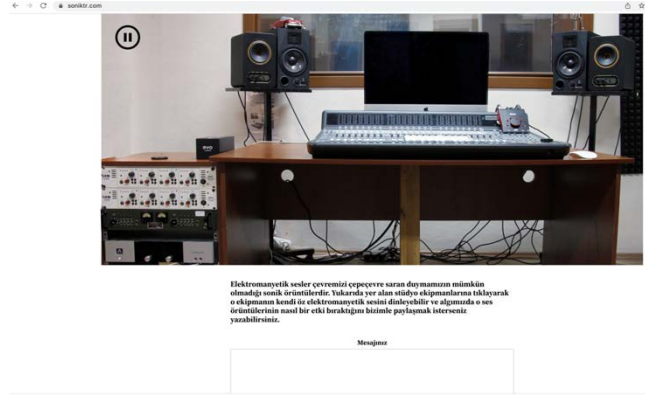 soniktr.com
evo
Elektromanyetik sesler çevremizi çepeçevre saran duymamızın mümkün
olmadığı sonik örüntülerdir. Yukarıda yer alan stüdyo ekipmanlarına tıklayarak
o ekipmanın kendi öz elektromanyetik sesini dinleyebilir ve algımızda o ses
örüntülerinin nasıl bir etki bıraktığını bizimle paylaşmak isterseniz
yazabilirsiniz.
Mesajınız